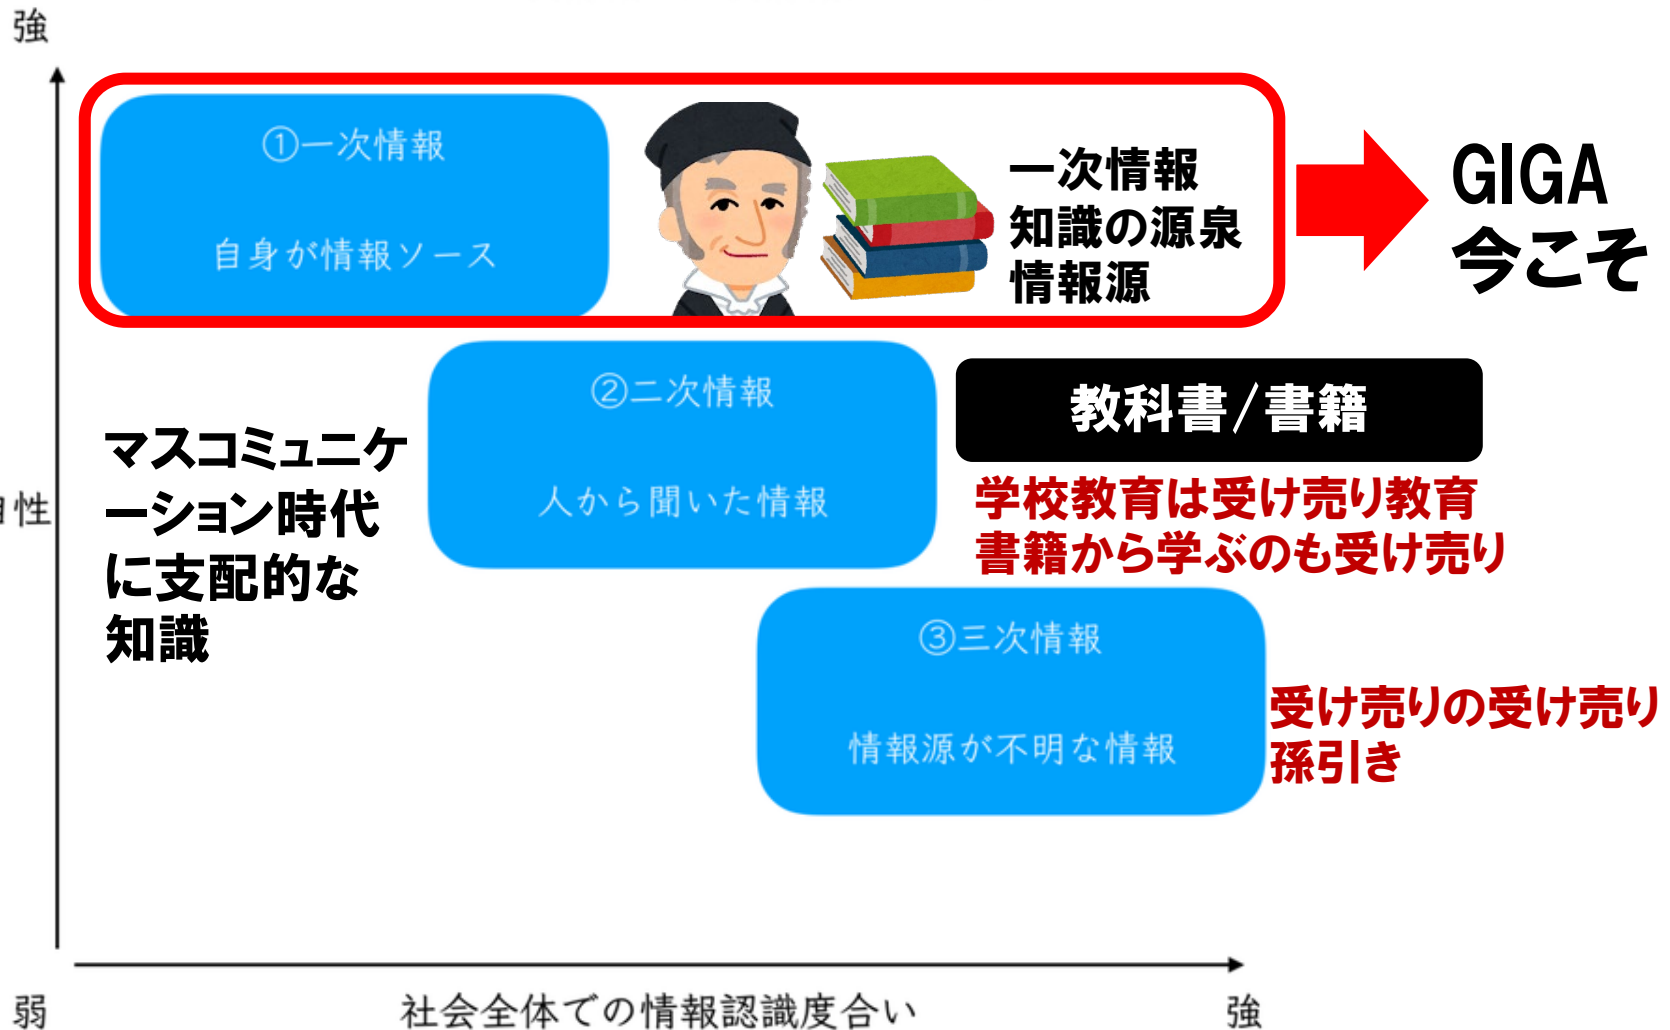 強
①一次情報
自身が情報ソース
一次情報
知識の源泉
情報源
GIGA
今こそ
②二次情報
人から聞いた情報
教科書/書籍
学校教育は受け売り教育
書籍から学ぶのも受け売り
マスコミュニケ
ーション時代
に支配的な
知識
性
③三次情報
情報源が不明な情報
受け売りの受け売り
孫引き
弱
社会全体での情報認識度合い
強